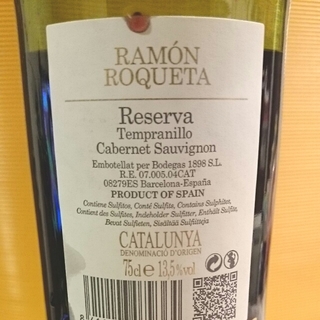 RAMÓN
ROQUETA
Reserva
Tempranillo
Cabernet Sauvignon
Embotellat per Bodegas 1898 S.L.
R.E. 07.005.04CAT
08279ES Barcelona-España
PRODUCT OF SPAIN
Contiene Sulfitos, Conté Sulfits, Contains Sulphites,
Contient des Sulfites, Indeholder Sulfitter, Enthält Sulfite,
Bevat Sulfieten, Sisältää Sulfiitteja
CATALUNYA
DENOMINACIÓ D'ORIGEN
75cl e 13,5%vol